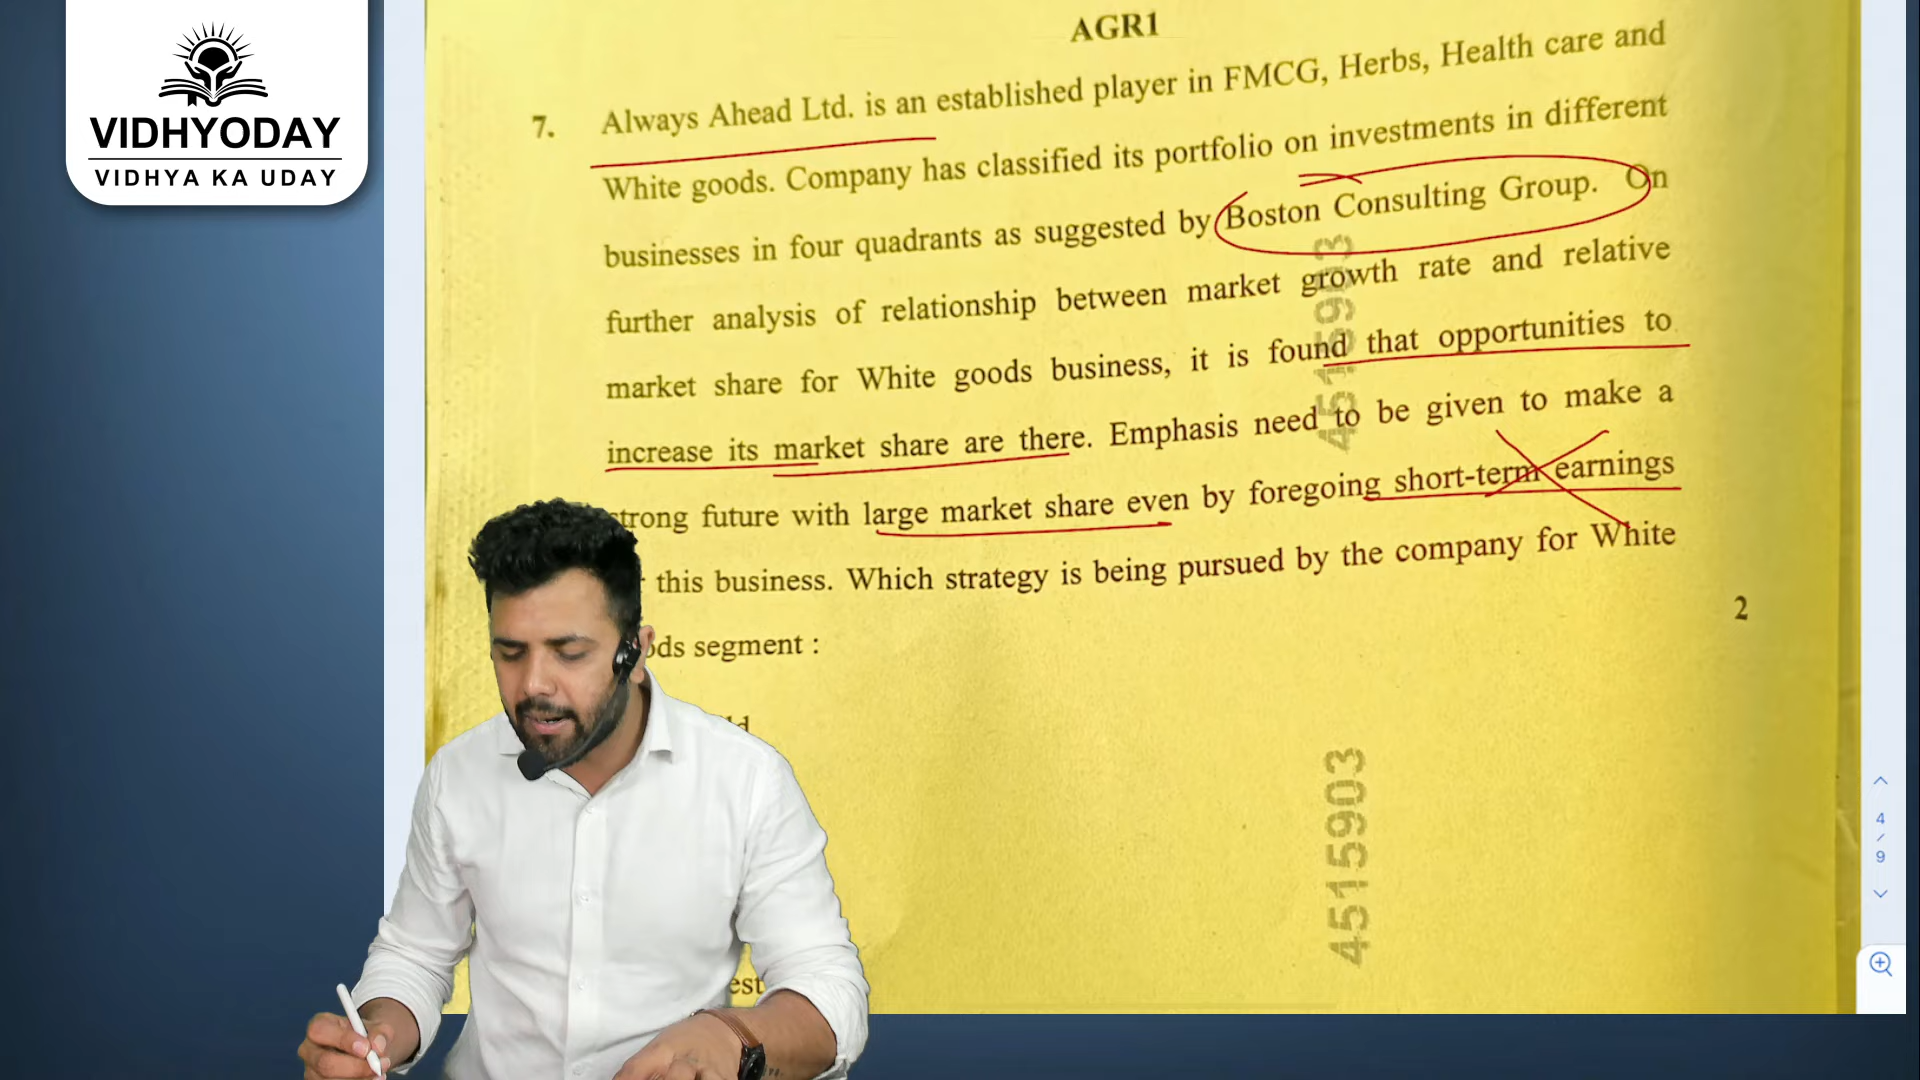 VIDHYODAY
VIDHYA KA UDAY
AGR1
7. Always Ahead Ltd. is an established player in FMCG, Herbs, Health care and
White goods. Company has classified its portfolio on investments in different
businesses in four quadrants as suggested by Boston Consulting Group. On
further analysis of relationship between market growth rate and relative
market share for White goods business, it is found that opportunities to
increase its market share are there. Emphasis need to be given to make a
trong future with large market share even by foregoing short-term earnings
this business. Which strategy is being pursued by the company for White
ods segment :
2
4515903
4515903
4
/
9